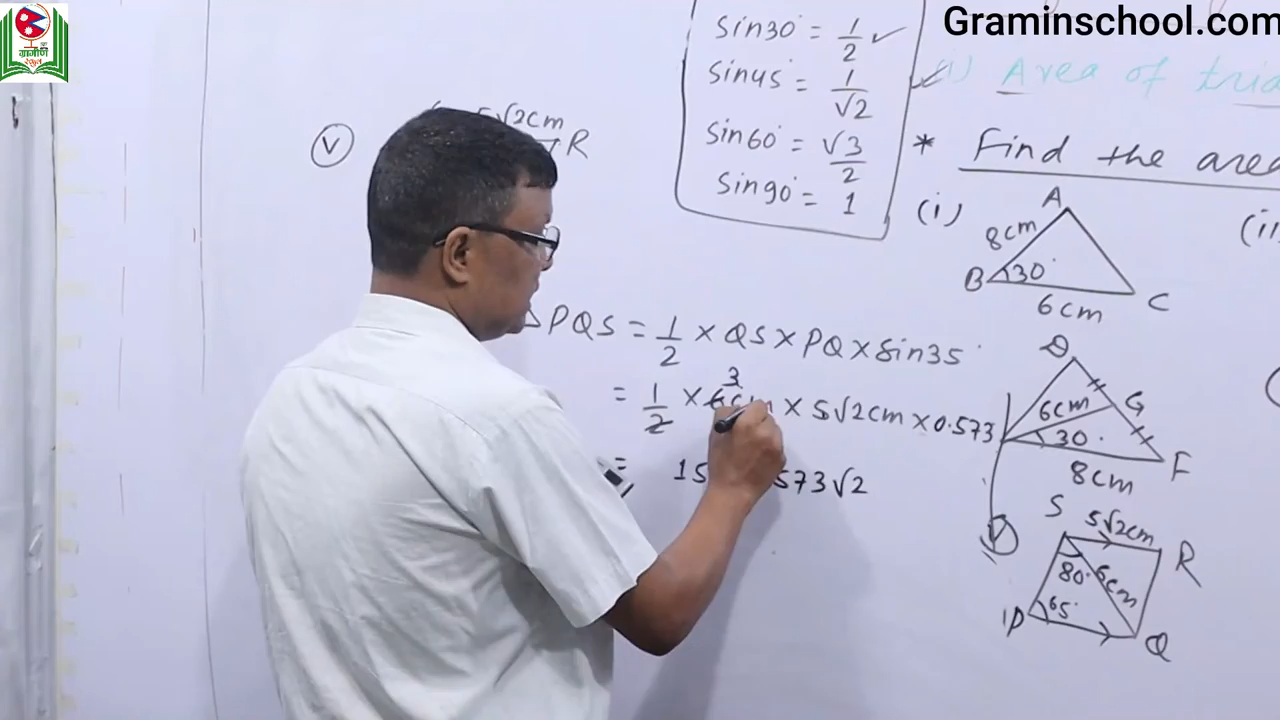 Graminschool.com
ग्रामीण
स्कूल
sin30° = 1/2 ✓
sin45° = 1/√2
sin60° = √3/2
sin90° = 1
(i) Area of
* Find the area
(i)
A
8cm
B 30° C
6cm
(ii
D
6cm G
30°
8cm F
(v)
S 5√2cm R
80° 6cm
P 65° Q
(v) 5√2cm R
△PQS = 1/2 × QS × PQ × sin35°
3
= 1/2 × 6cm × 5√2cm × 0.573
= 15 573√2